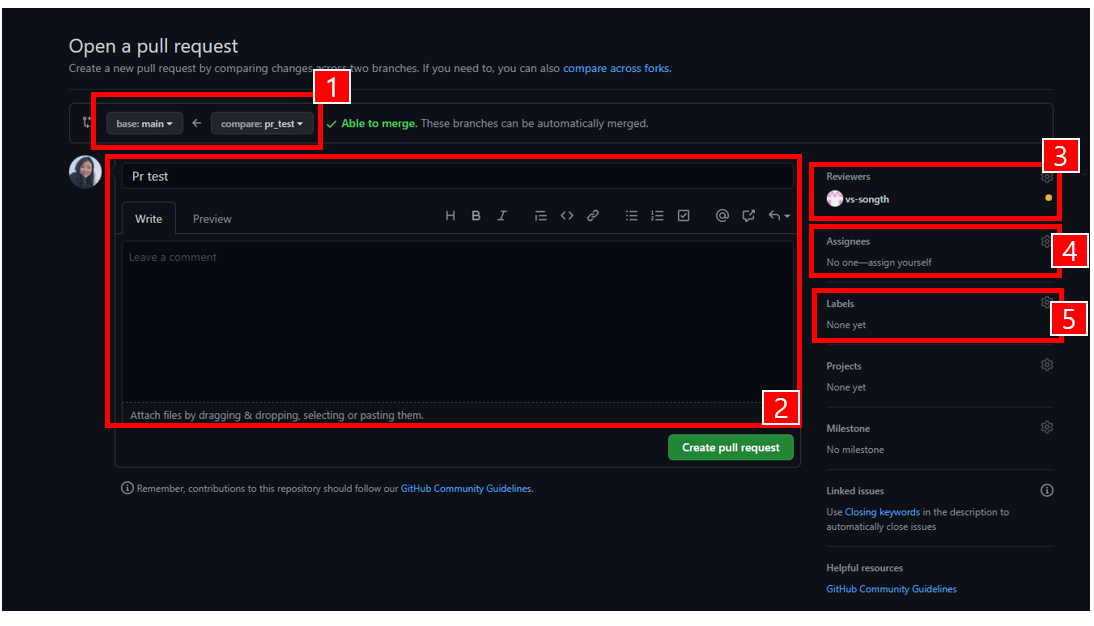 Open a pull request
Create a new pull request by comparing changes across two branches. If you need to, you can also compare across forks.
1
base: main
compare: pr_test
Able to merge. These branches can be automatically merged.
Pr test
Write
Preview
Leave a comment
Attach files by dragging & dropping, selecting or pasting them.
2
Create pull request
Remember, contributions to this repository should follow our GitHub Community Guidelines.
3
Reviewers
vs-songth
Assignees
4
No one—assign yourself
Labels
5
None yet
Projects
None yet
Milestone
No milestone
Linked issues
Use Closing keywords in the description to
automatically close issues
Helpful resources
GitHub Community Guidelines